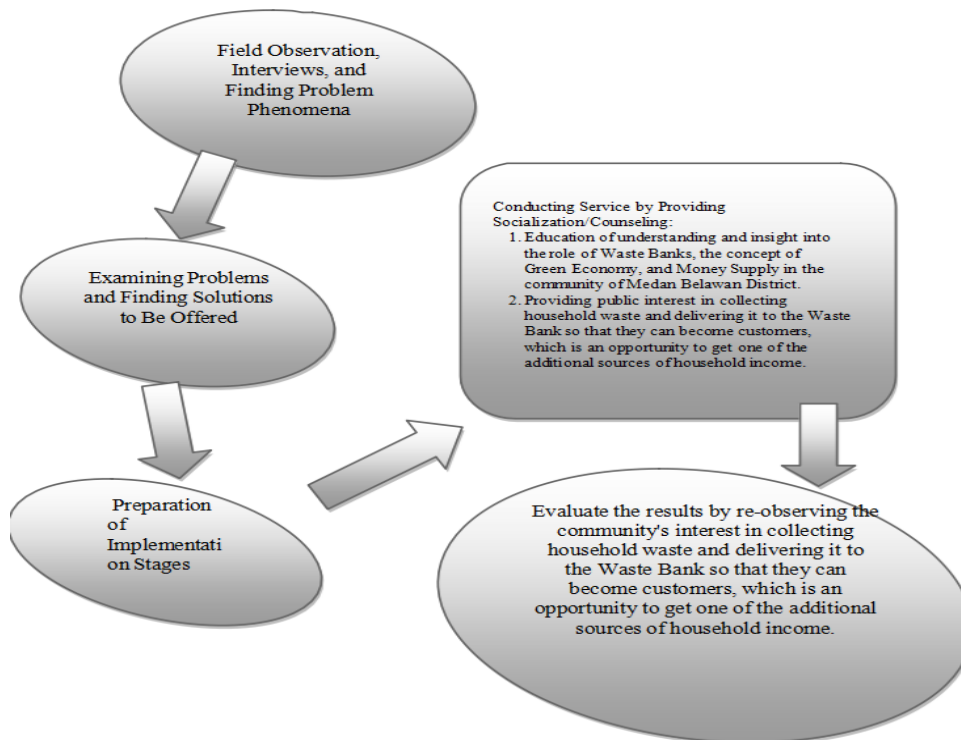 Field Observation,
Interviews, and
Finding Problem
Phenomena
Examining Problems
and Finding Solutions
to Be Offered
Preparation
of
Implementati
on Stages
Conducting Service by Providing
Socialization/Counseling:
1. Education of understanding and insight into
the role of Waste Banks, the concept of
Green Economy, and Money Supply in the
community of Medan Belawan District.
2. Providing public interest in collecting
household waste and delivering it to the Waste
Bank so that they can become customers,
which is an opportunity to get one of the
additional sources of household income.
Evaluate the results by re-observing the
community's interest in collecting
household waste and delivering it to
the Waste Bank so that they can
become customers, which is an
opportunity to get one of the additional
sources of household income.